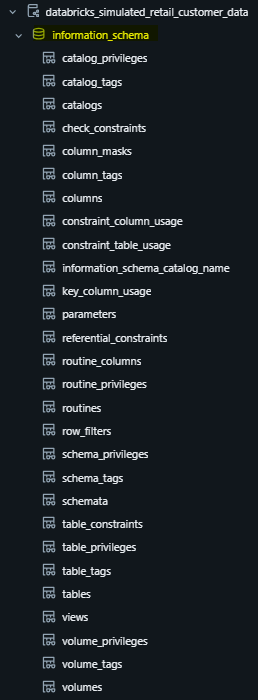 databricks_simulated_retail_customer_data
information_schema
catalog_privileges
catalog_tags
catalogs
check_constraints
column_masks
column_tags
columns
constraint_column_usage
constraint_table_usage
information_schema_catalog_name
key_column_usage
parameters
referential_constraints
routine_columns
routine_privileges
routines
row_filters
schema_privileges
schema_tags
schemata
table_constraints
table_privileges
table_tags
tables
views
volume_privileges
volume_tags
volumes